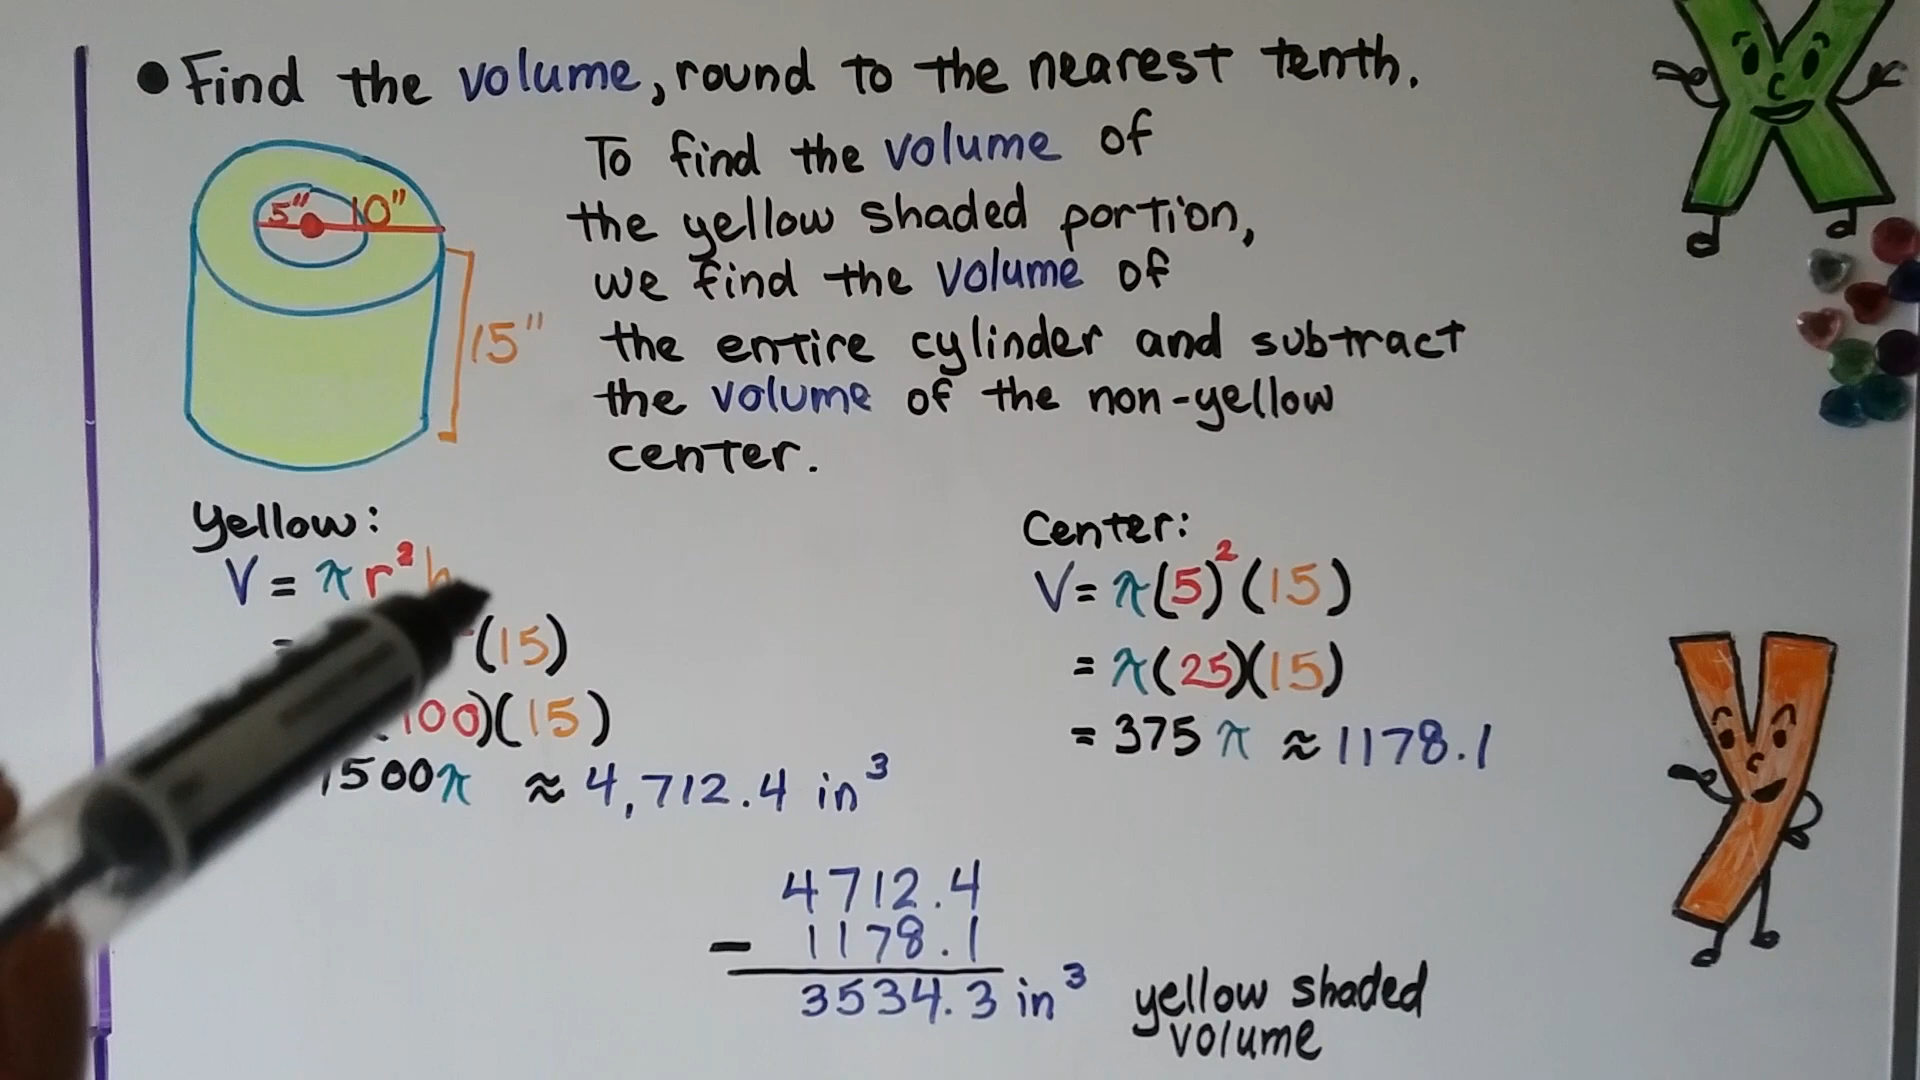 • Find the volume, round to the nearest tenth.
5" 10"
15"
To find the volume of
the yellow shaded portion,
we find the volume of
the entire cylinder and subtract
the volume of the non-yellow
center.
Yellow:
V = πr²h
= (15)
(100)(15)
1500π ≈ 4,712.4 in³
Center:
V = π(5)²(15)
= π(25)(15)
= 375π ≈ 1178.1
4712.4
- 1178.1
3534.3 in³ yellow shaded
volume